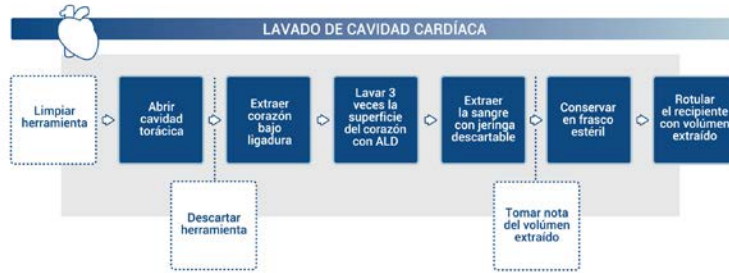 LAVADO DE CAVIDAD CARDÍACA
Limpiar
herramienta
Abrir
cavidad
torácica
Extraer
corazón
bajo
ligadura
Lavar 3
veces la
superficie
del corazón
con ALD
Extraer
la sangre
con jeringa
descartable
Conservar
en frasco
estéril
Rotular
el recipiente
con volúmen
extraído
Descartar
herramienta
Tomar nota
del volúmen
extraído